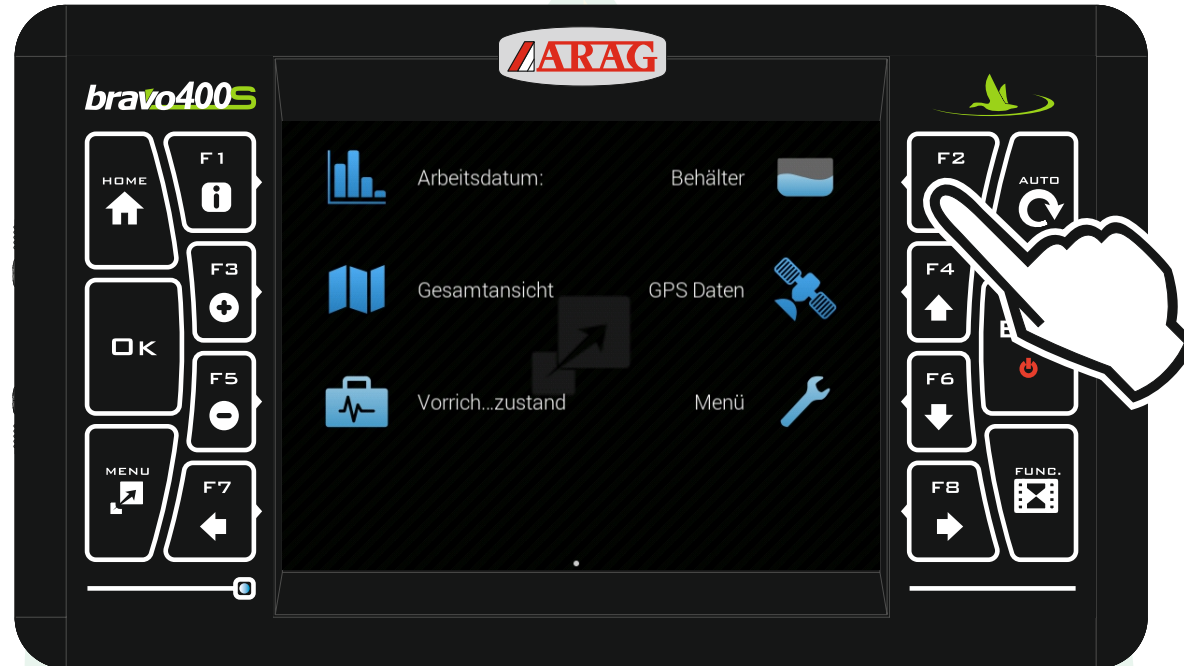 ARAG
bravo400S
HOME
F1
F2
AUTO
Arbeitsdatum:
Behälter
F3
F4
Gesamtansicht
GPS Daten
OK
F5
F6
Vorrich...zustand
Menü
MENU
F7
F8
FUNC.